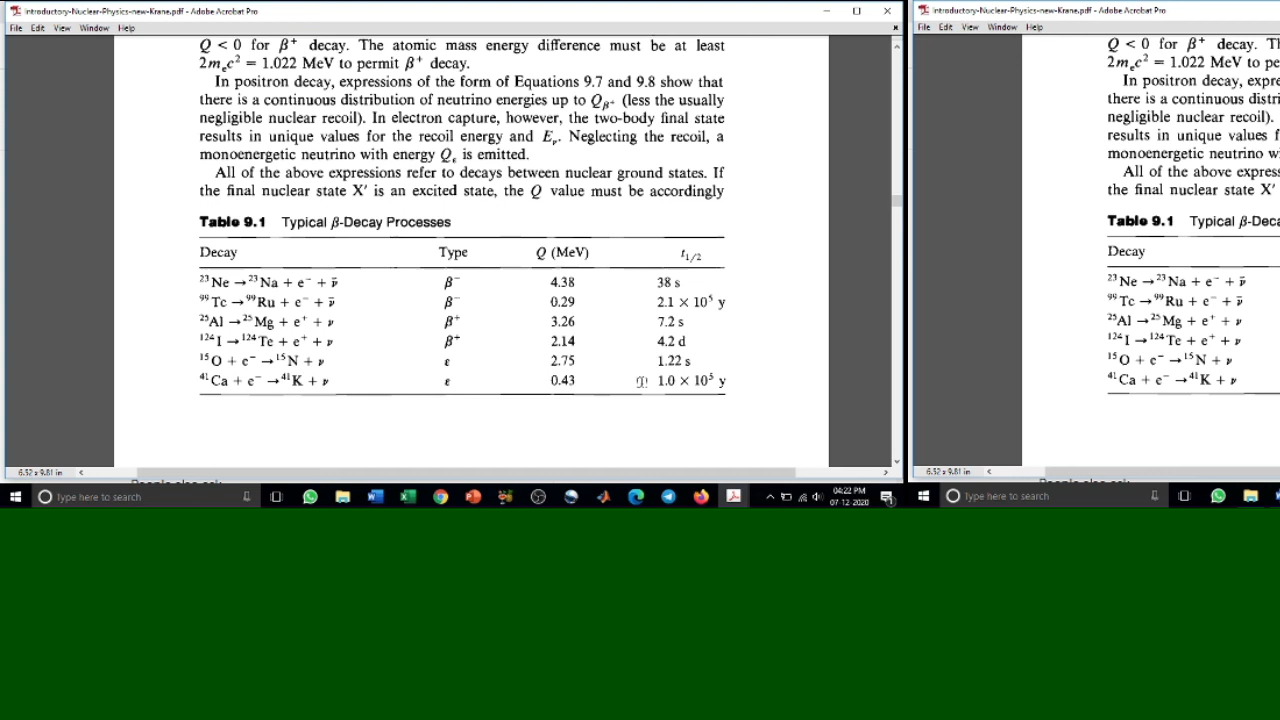 Introductory-Nuclear-Physics-new-Krane.pdf - Adobe Acrobat Pro
File Edit View Window Help
Q < 0 for β⁺ decay. The atomic mass energy difference must be at least
2mₑc² = 1.022 MeV to permit β⁺ decay.
In positron decay, expressions of the form of Equations 9.7 and 9.8 show that
there is a continuous distribution of neutrino energies up to Q_β⁺ (less the usually
negligible nuclear recoil). In electron capture, however, the two-body final state
results in unique values for the recoil energy and E_ν. Neglecting the recoil, a
monoenergetic neutrino with energy Q_ε is emitted.
All of the above expressions refer to decays between nuclear ground states. If
the final nuclear state X′ is an excited state, the Q value must be accordingly
Table 9.1 Typical β-Decay Processes
Decay Type Q (MeV) t₁/₂
²³Ne → ²³Na + e⁻ + ν̄ β⁻ 4.38 38 s
⁹⁹Tc → ⁹⁹Ru + e⁻ + ν̄ β⁻ 0.29 2.1 × 10⁵ y
²⁵Al → ²⁵Mg + e⁺ + ν β⁺ 3.26 7.2 s
¹²⁴I → ¹²⁴Te + e⁺ + ν β⁺ 2.14 4.2 d
¹⁵O + e⁻ → ¹⁵N + ν ε 2.75 1.22 s
⁴¹Ca + e⁻ → ⁴¹K + ν ε 0.43 1.0 × 10⁵ y
6.52 x 9.81 in
Type here to search
04:22 PM
07-12-2020
Introductory-Nuclear-Physics-new-Krane.pdf - Adobe Acrobat Pro
File Edit View Window Help
Q < 0 for β⁺ decay.
2mₑc² = 1.022 MeV to pe
In positron decay, expre
there is a continuous distri
negligible nuclear recoil).
results in unique values f
monoenergetic neutrino wi
All of the above express
the final nuclear state X′
Table 9.1 Typical β-Deca
Decay
²³Ne → ²³Na + e⁻ + ν̄
⁹⁹Tc → ⁹⁹Ru + e⁻ + ν̄
²⁵Al → ²⁵Mg + e⁺ + ν
¹²⁴I → ¹²⁴Te + e⁺ + ν
¹⁵O + e⁻ → ¹⁵N + ν
⁴¹Ca + e⁻ → ⁴¹K + ν
6.52 x 9.81 in
Type here to search